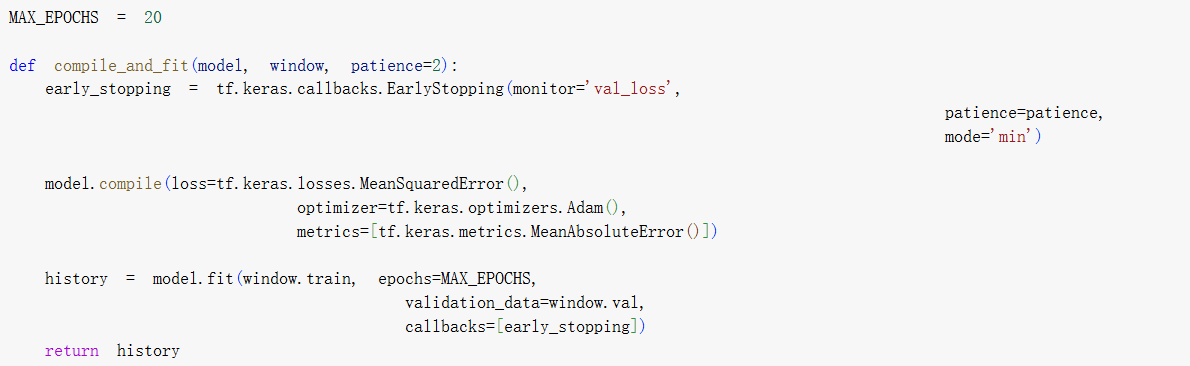 MAX_EPOCHS = 20
def compile_and_fit(model, window, patience=2):
early_stopping = tf.keras.callbacks.EarlyStopping(monitor='val_loss',
patience=patience,
mode='min')
model.compile(loss=tf.keras.losses.MeanSquaredError(),
optimizer=tf.keras.optimizers.Adam(),
metrics=[tf.keras.metrics.MeanAbsoluteError()])
history = model.fit(window.train, epochs=MAX_EPOCHS,
validation_data=window.val,
callbacks=[early_stopping])
return history